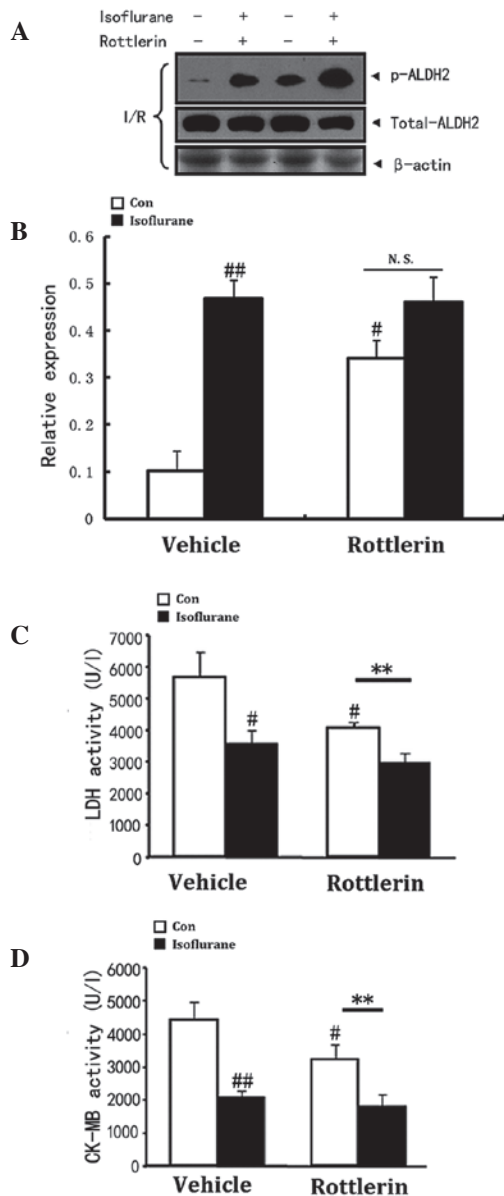 A
Isoflurane - + - +
Rottlerin - + - +
I/R
p-ALDH2
Total-ALDH2
β-actin
B
Con
Isoflurane
Relative expression
0.6
0.5
0.4
0.3
0.2
0.1
0
##
#
N.S.
Vehicle Rottlerin
C
Con
Isoflurane
LDH activity (U/l)
7000
6000
5000
4000
3000
2000
1000
0
#
#
**
Vehicle Rottlerin
D
Con
Isoflurane
CK-MB activity (U/l)
6000
5000
4000
3000
2000
1000
0
##
#
**
Vehicle Rottlerin